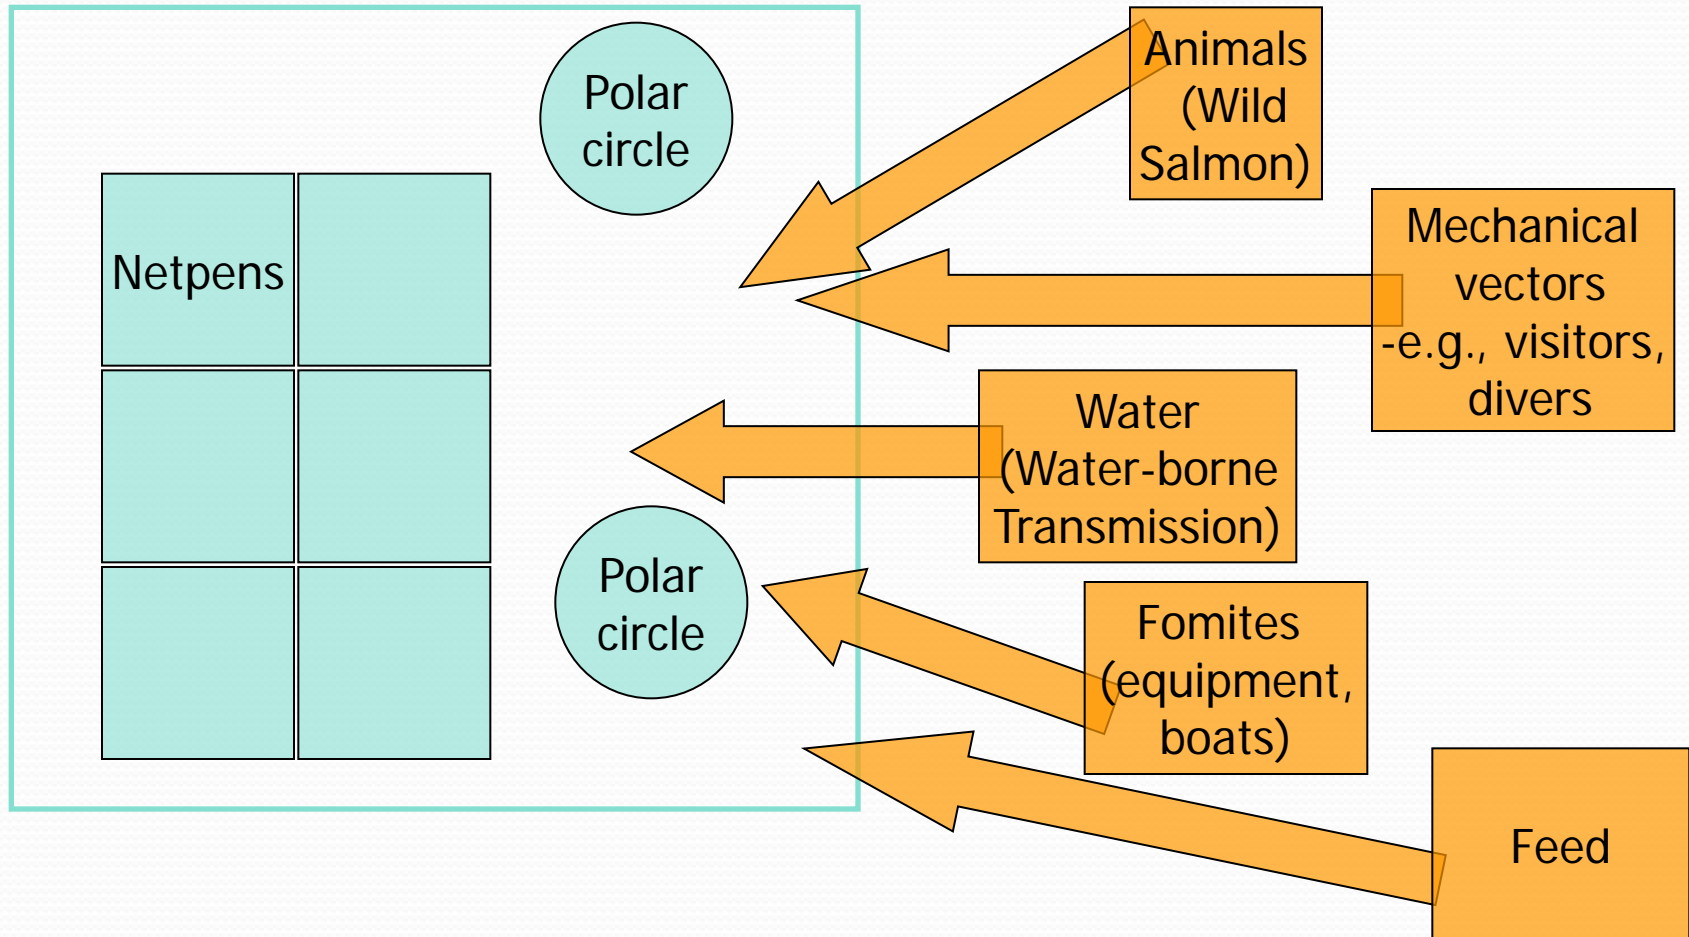 Polar
circle
Netpens
Polar
circle
Animals
(Wild
Salmon)
Mechanical
vectors
-e.g., visitors,
divers
Water
(Water-borne
Transmission)
Fomites
(equipment,
boats)
Feed